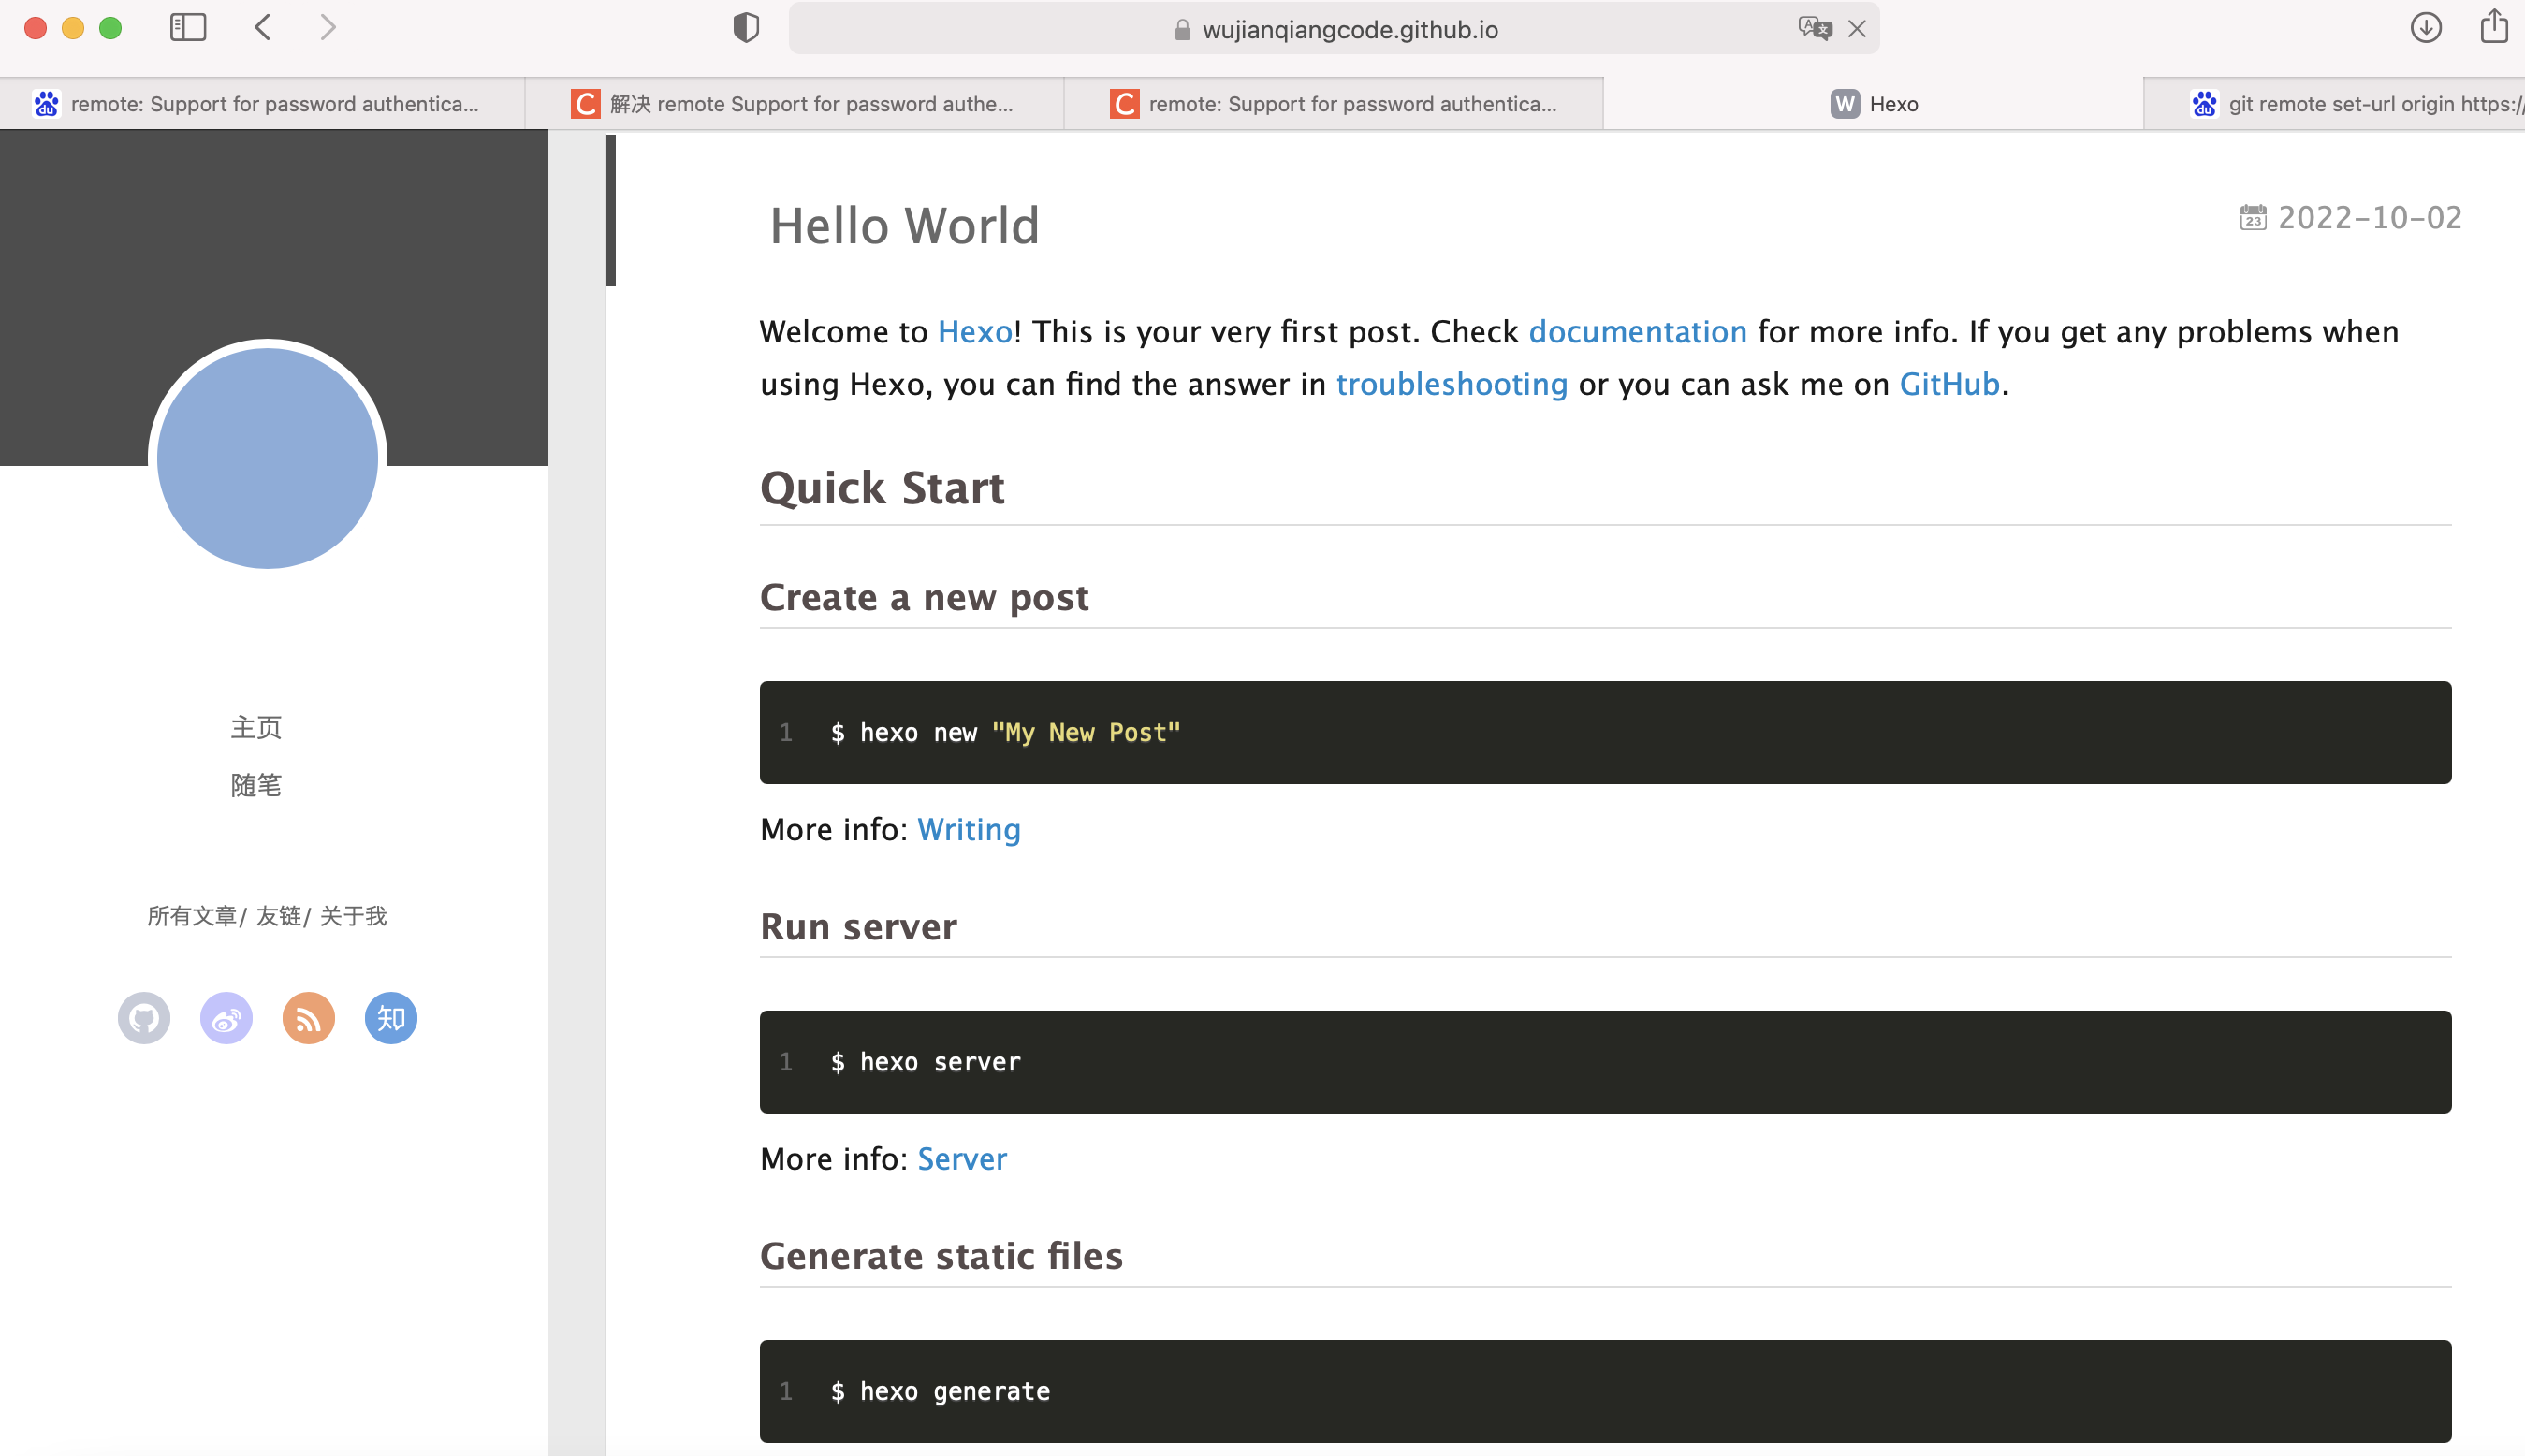 wujianqiangcode.github.io
remote: Support for password authentica...
C 解决 remote Support for password authe...
C remote: Support for password authentica...
W Hexo
git remote set-url origin https://
主页
随笔
所有文章/ 友链/ 关于我
知
Hello World
23 2022-10-02
Welcome to Hexo! This is your very first post. Check documentation for more info. If you get any problems when
using Hexo, you can find the answer in troubleshooting or you can ask me on GitHub.
Quick Start
Create a new post
1 $ hexo new "My New Post"
More info: Writing
Run server
1 $ hexo server
More info: Server
Generate static files
1 $ hexo generate